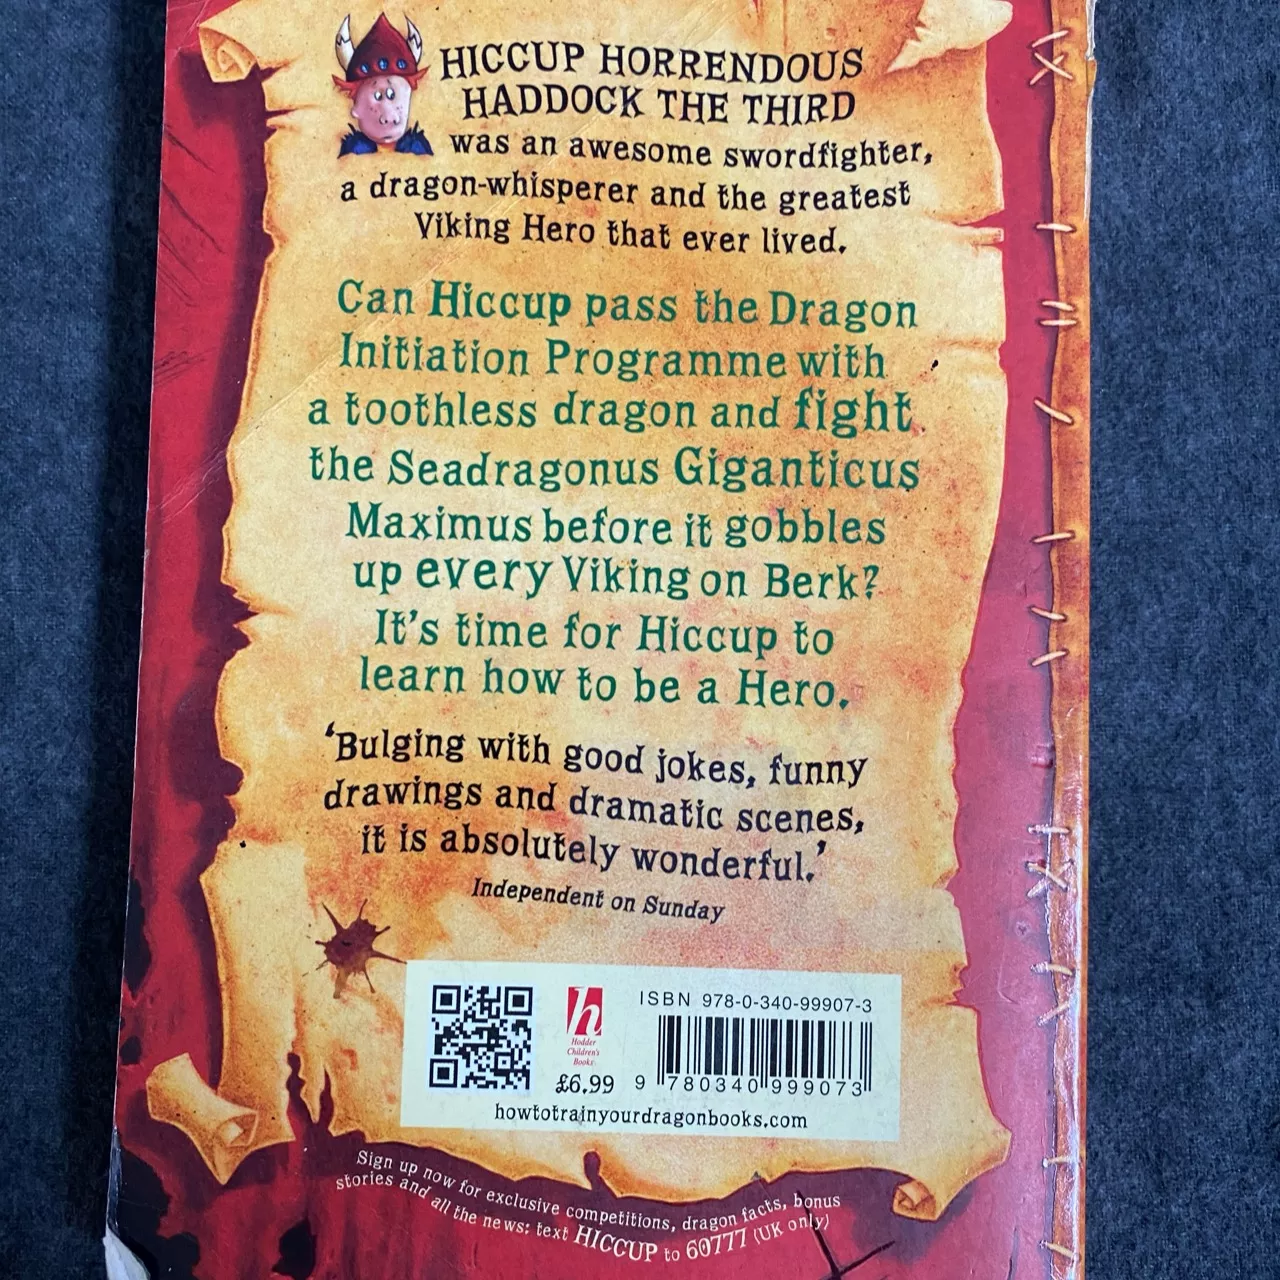 HICCUP HORRENDOUS
HADDOCK THE THIRD
was an awesome swordfighter,
a dragon-whisperer and the greatest
Viking Hero that ever lived.
Can Hiccup pass the Dragon
Initiation Programme with
a toothless dragon and fight
the Seadragonus Giganticus
Maximus before it gobbles
up every Viking on Berk?
It's time for Hiccup to
learn how to be a Hero.
'Bulging with good jokes, funny
drawings and dramatic scenes,
it is absolutely wonderful.'
Independent on Sunday
h
Hodder
Children's
Books
£6.99
ISBN 978-0-340-99907-3
9 780340 999073
howtotrainyourdragonbooks.com
Sign up now for exclusive competitions, dragon facts, bonus
stories and all the news: text HICCUP to 60777 (UK only)